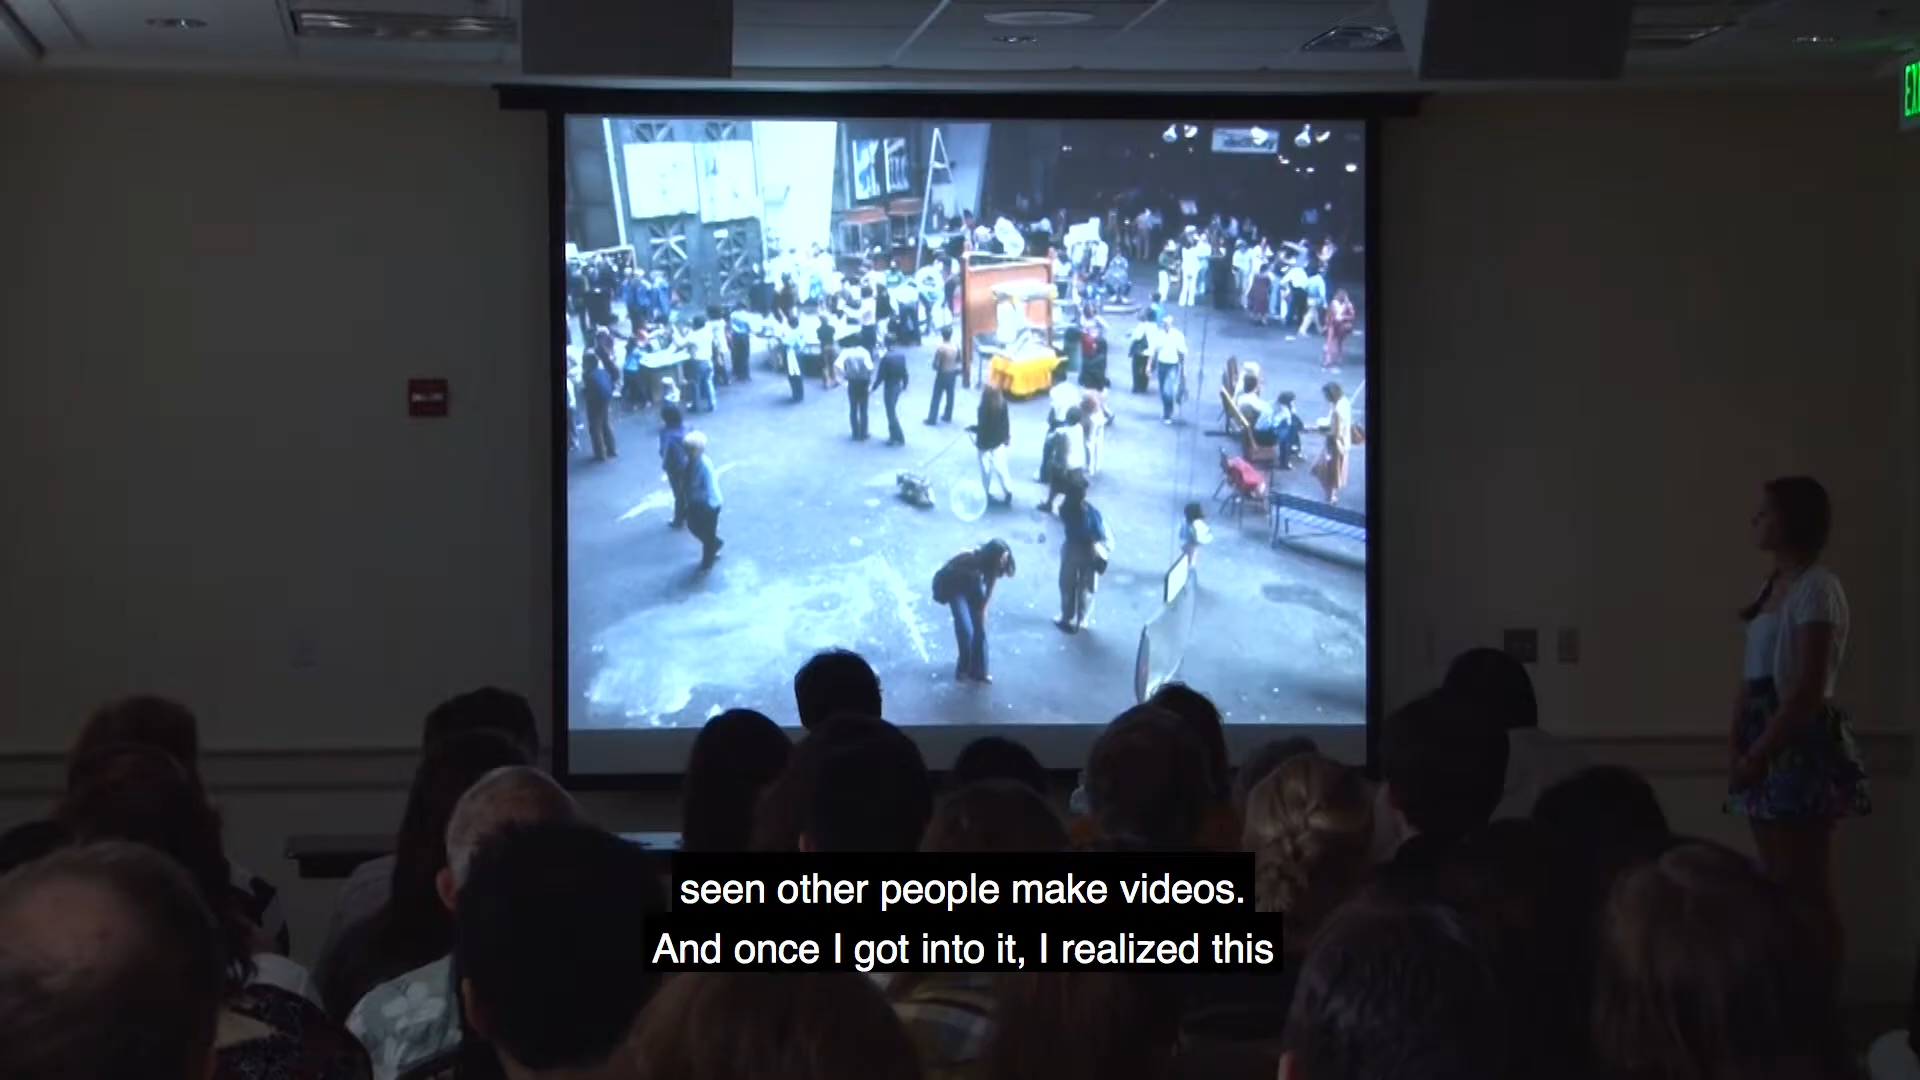 seen other people make videos.
And once I got into it, I realized this